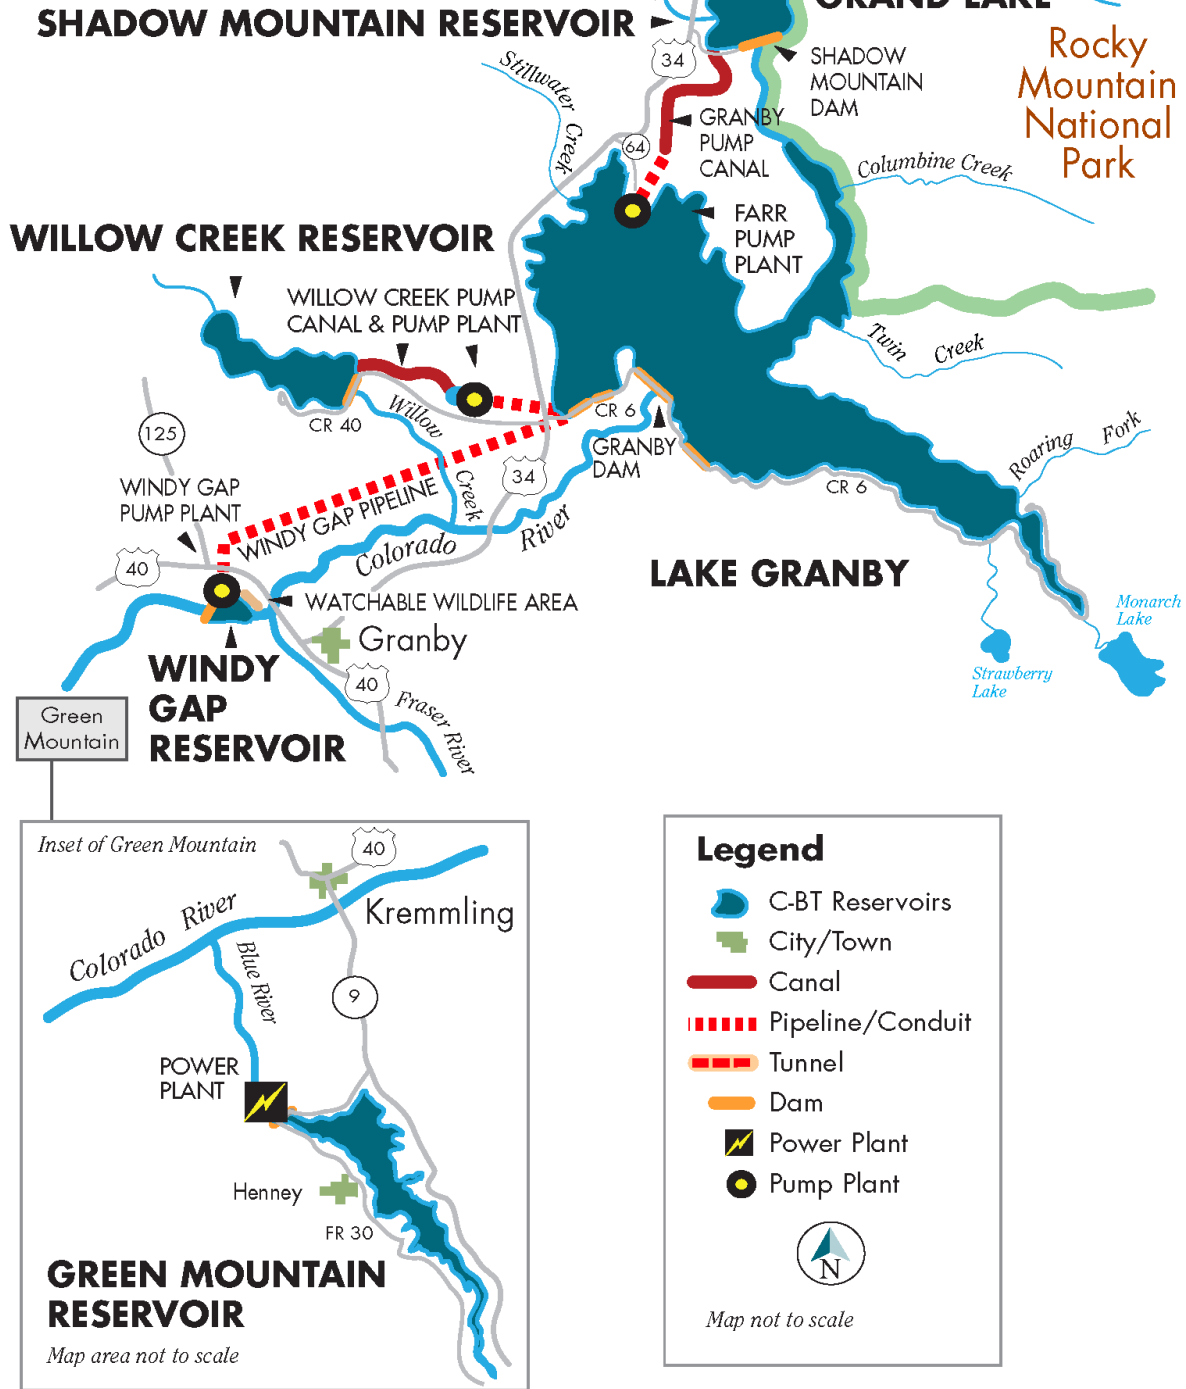 GRAND LAKE
SHADOW MOUNTAIN RESERVOIR
34
SHADOW
MOUNTAIN
DAM
Rocky
Mountain
National
Park
Stillwater
Creek
GRANBY
PUMP
CANAL
64
Columbine Creek
FARR
PUMP
PLANT
WILLOW CREEK RESERVOIR
WILLOW CREEK PUMP
CANAL & PUMP PLANT
Twin Creek
125
CR 40
Willow
Creek
CR 6
GRANBY
DAM
34
CR 6
Roaring Fork
WINDY GAP
PUMP PLANT
WINDY GAP PIPELINE
Colorado River
40
LAKE GRANBY
WATCHABLE WILDLIFE AREA
Granby
Monarch
Lake
Strawberry
Lake
WINDY
GAP
RESERVOIR
40
Fraser River
Green
Mountain
Inset of Green Mountain
40
Colorado River
Kremmling
Blue River
9
POWER
PLANT
Henney
FR 30
GREEN MOUNTAIN
RESERVOIR
Map area not to scale
Legend
C-BT Reservoirs
City/Town
Canal
Pipeline/Conduit
Tunnel
Dam
Power Plant
Pump Plant
N
Map not to scale